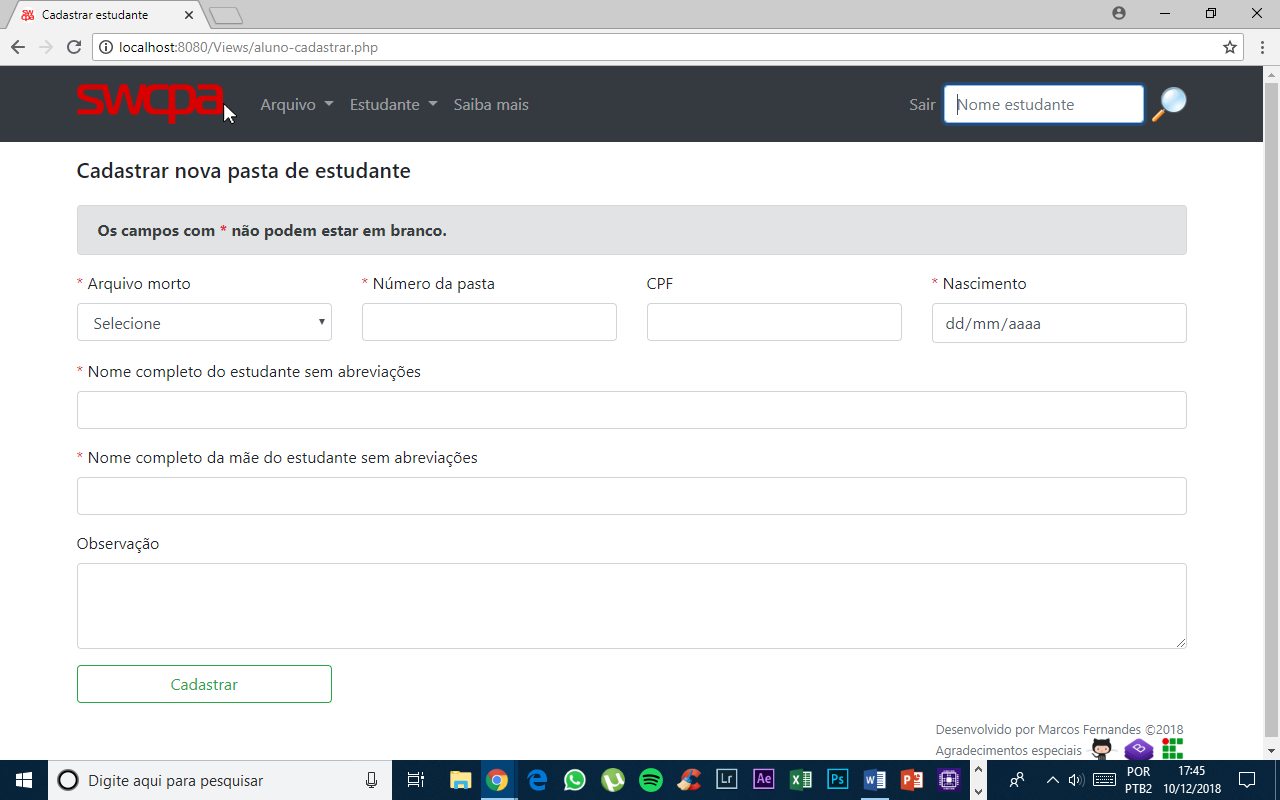 Cadastrar estudante
localhost:8080/Views/aluno-cadastrar.php
swcpa Arquivo Estudante Saiba mais Sair Nome estudante
Cadastrar nova pasta de estudante
Os campos com * não podem estar em branco.
* Arquivo morto * Número da pasta CPF * Nascimento
Selecione dd/mm/aaaa
* Nome completo do estudante sem abreviações
* Nome completo da mãe do estudante sem abreviações
Observação
Cadastrar
Desenvolvido por Marcos Fernandes ©2018
Agradecimentos especiais
Digite aqui para pesquisar
Lr Ae Ps
POR 17:45
PTB2 10/12/2018